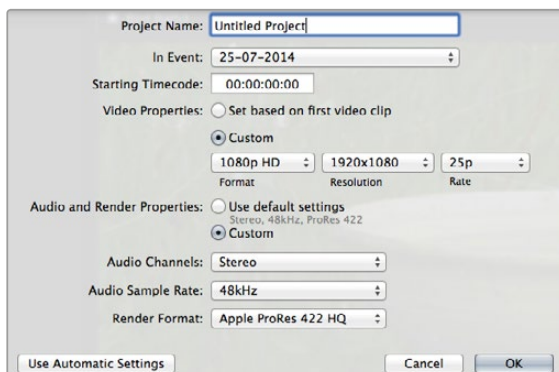 Project Name: Untitled Project
In Event: 25-07-2014
Starting Timecode: 00:00:00:00
Video Properties: Set based on first video clip
Custom
1080p HD 1920x1080 25p
Format Resolution Rate
Audio and Render Properties: Use default settings
Stereo, 48kHz, ProRes 422
Custom
Audio Channels: Stereo
Audio Sample Rate: 48kHz
Render Format: Apple ProRes 422 HQ
Use Automatic Settings Cancel OK